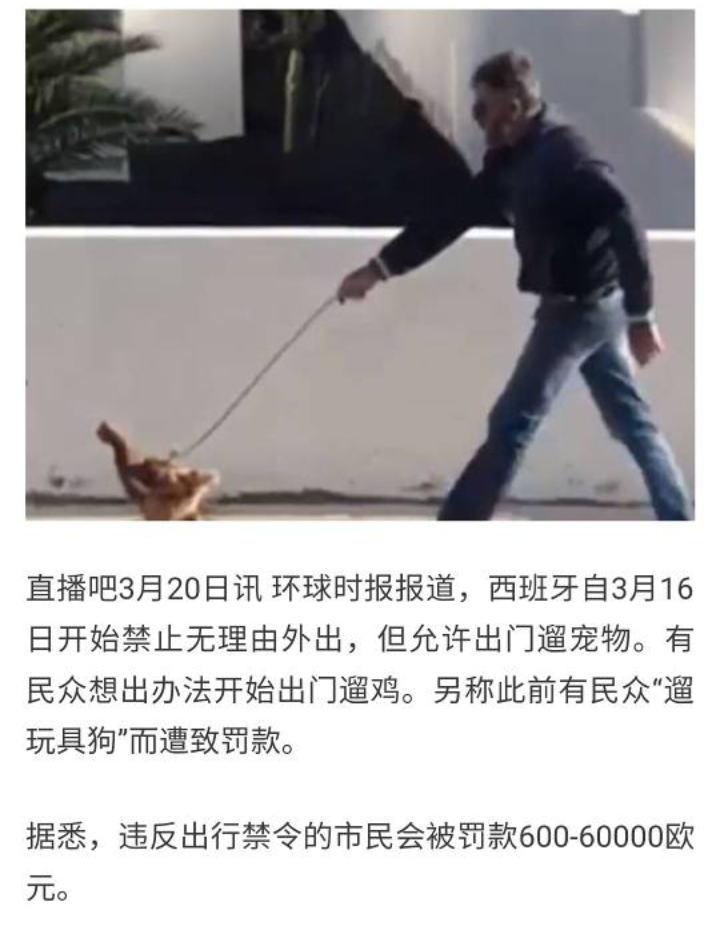 直播吧3月20日讯 环球时报报道，西班牙自3月16
日开始禁止无理由外出，但允许出门遛宠物。有
民众想出办法开始出门遛鸡。另称此前有民众“遛
玩具狗”而遭致罚款。
据悉，违反出行禁令的市民会被罚款600-60000欧
元。